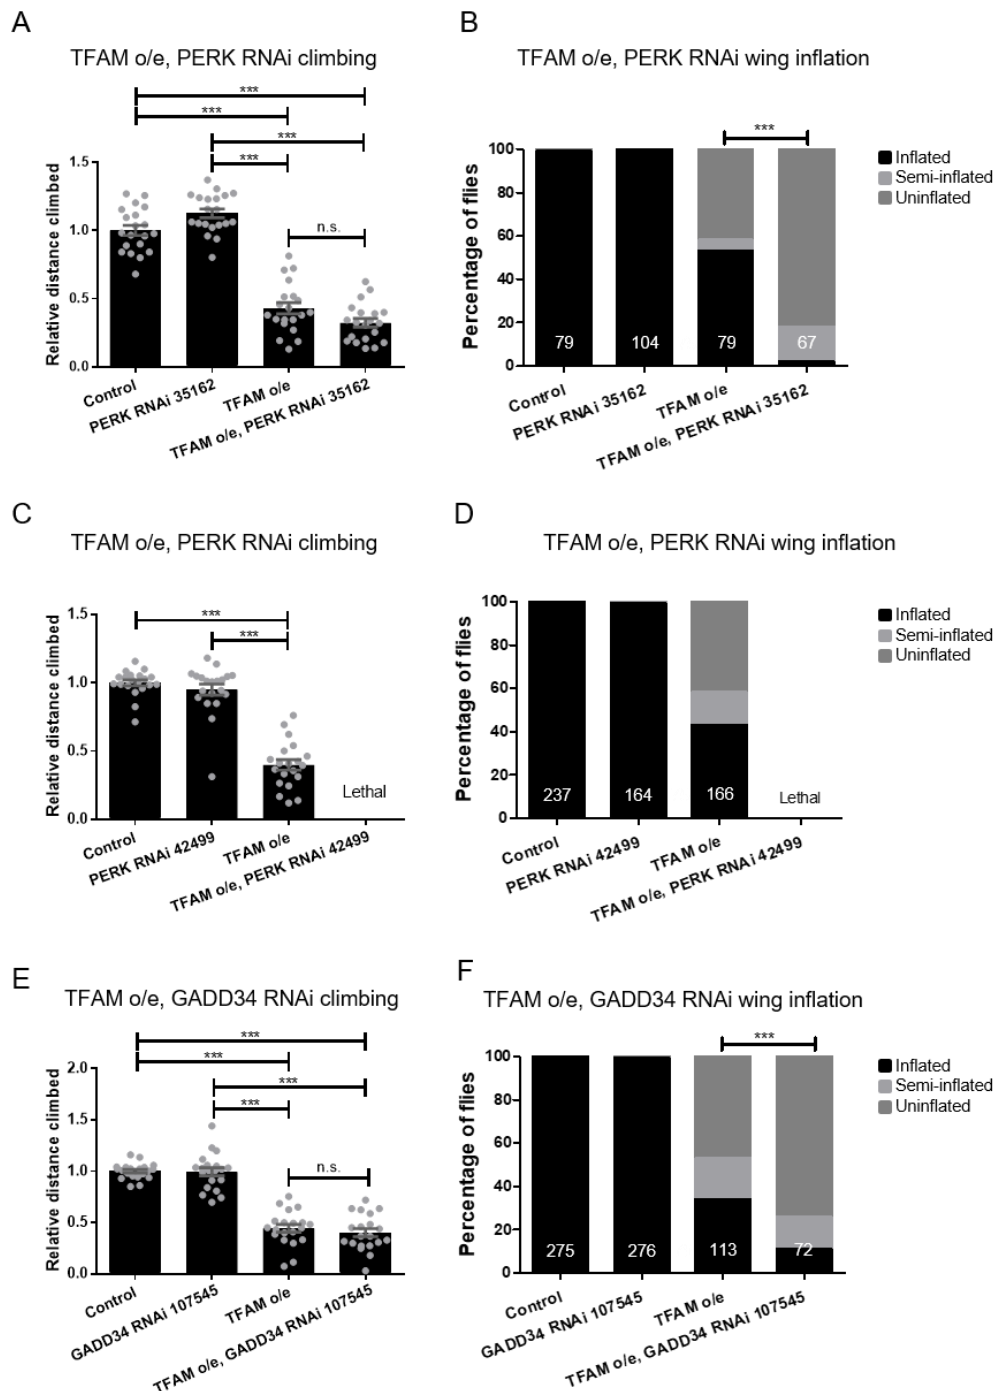 A
TFAM o/e, PERK RNAi climbing
***
***
***
***
n.s.
Relative distance climbed
1.5
1.0
0.5
0.0
Control
PERK RNAi 35162
TFAM o/e
TFAM o/e, PERK RNAi 35162
B
TFAM o/e, PERK RNAi wing inflation
***
Percentage of flies
100
80
60
40
20
0
79
104
79
67
Inflated
Semi-inflated
Uninflated
Control
PERK RNAi 35162
TFAM o/e
TFAM o/e, PERK RNAi 35162
C
TFAM o/e, PERK RNAi climbing
***
***
Relative distance climbed
1.5
1.0
0.5
0.0
Lethal
Control
PERK RNAi 42499
TFAM o/e
TFAM o/e, PERK RNAi 42499
D
TFAM o/e, PERK RNAi wing inflation
Percentage of flies
100
80
60
40
20
0
237
164
166
Lethal
Inflated
Semi-inflated
Uninflated
Control
PERK RNAi 42499
TFAM o/e
TFAM o/e, PERK RNAi 42499
E
TFAM o/e, GADD34 RNAi climbing
***
***
***
***
n.s.
Relative distance climbed
2.0
1.5
1.0
0.5
0.0
Control
GADD34 RNAi 107545
TFAM o/e
TFAM o/e, GADD34 RNAi 107545
F
TFAM o/e, GADD34 RNAi wing inflation
***
Percentage of flies
100
80
60
40
20
0
275
276
113
72
Inflated
Semi-inflated
Uninflated
Control
GADD34 RNAi 107545
TFAM o/e
TFAM o/e, GADD34 RNAi 107545